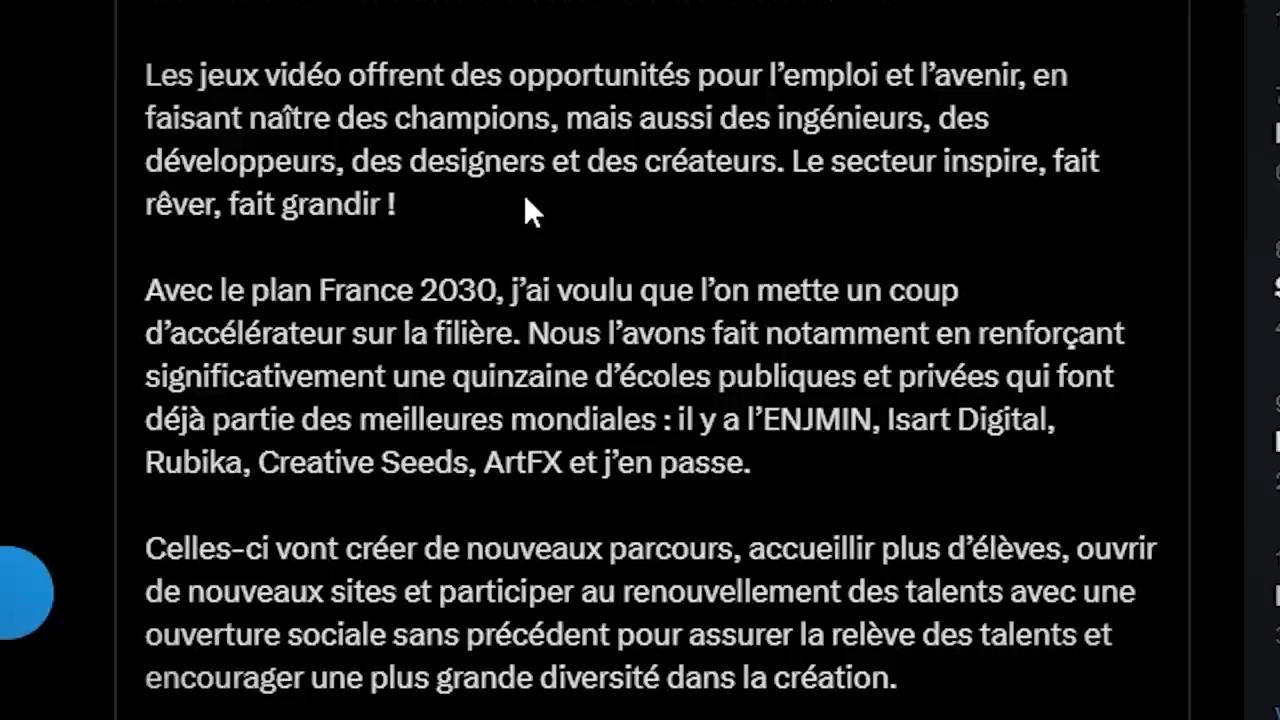 Les jeux vidéo offrent des opportunités pour l’emploi et l’avenir, en
faisant naître des champions, mais aussi des ingénieurs, des
développeurs, des designers et des créateurs. Le secteur inspire, fait
rêver, fait grandir !
Avec le plan France 2030, j’ai voulu que l’on mette un coup
d’accélérateur sur la filière. Nous l’avons fait notamment en renforçant
significativement une quinzaine d’écoles publiques et privées qui font
déjà partie des meilleures mondiales : il y a l’ENJMIN, Isart Digital,
Rubika, Creative Seeds, ArtFX et j’en passe.
Celles-ci vont créer de nouveaux parcours, accueillir plus d’élèves, ouvrir
de nouveaux sites et participer au renouvellement des talents avec une
ouverture sociale sans précédent pour assurer la relève des talents et
encourager une plus grande diversité dans la création.